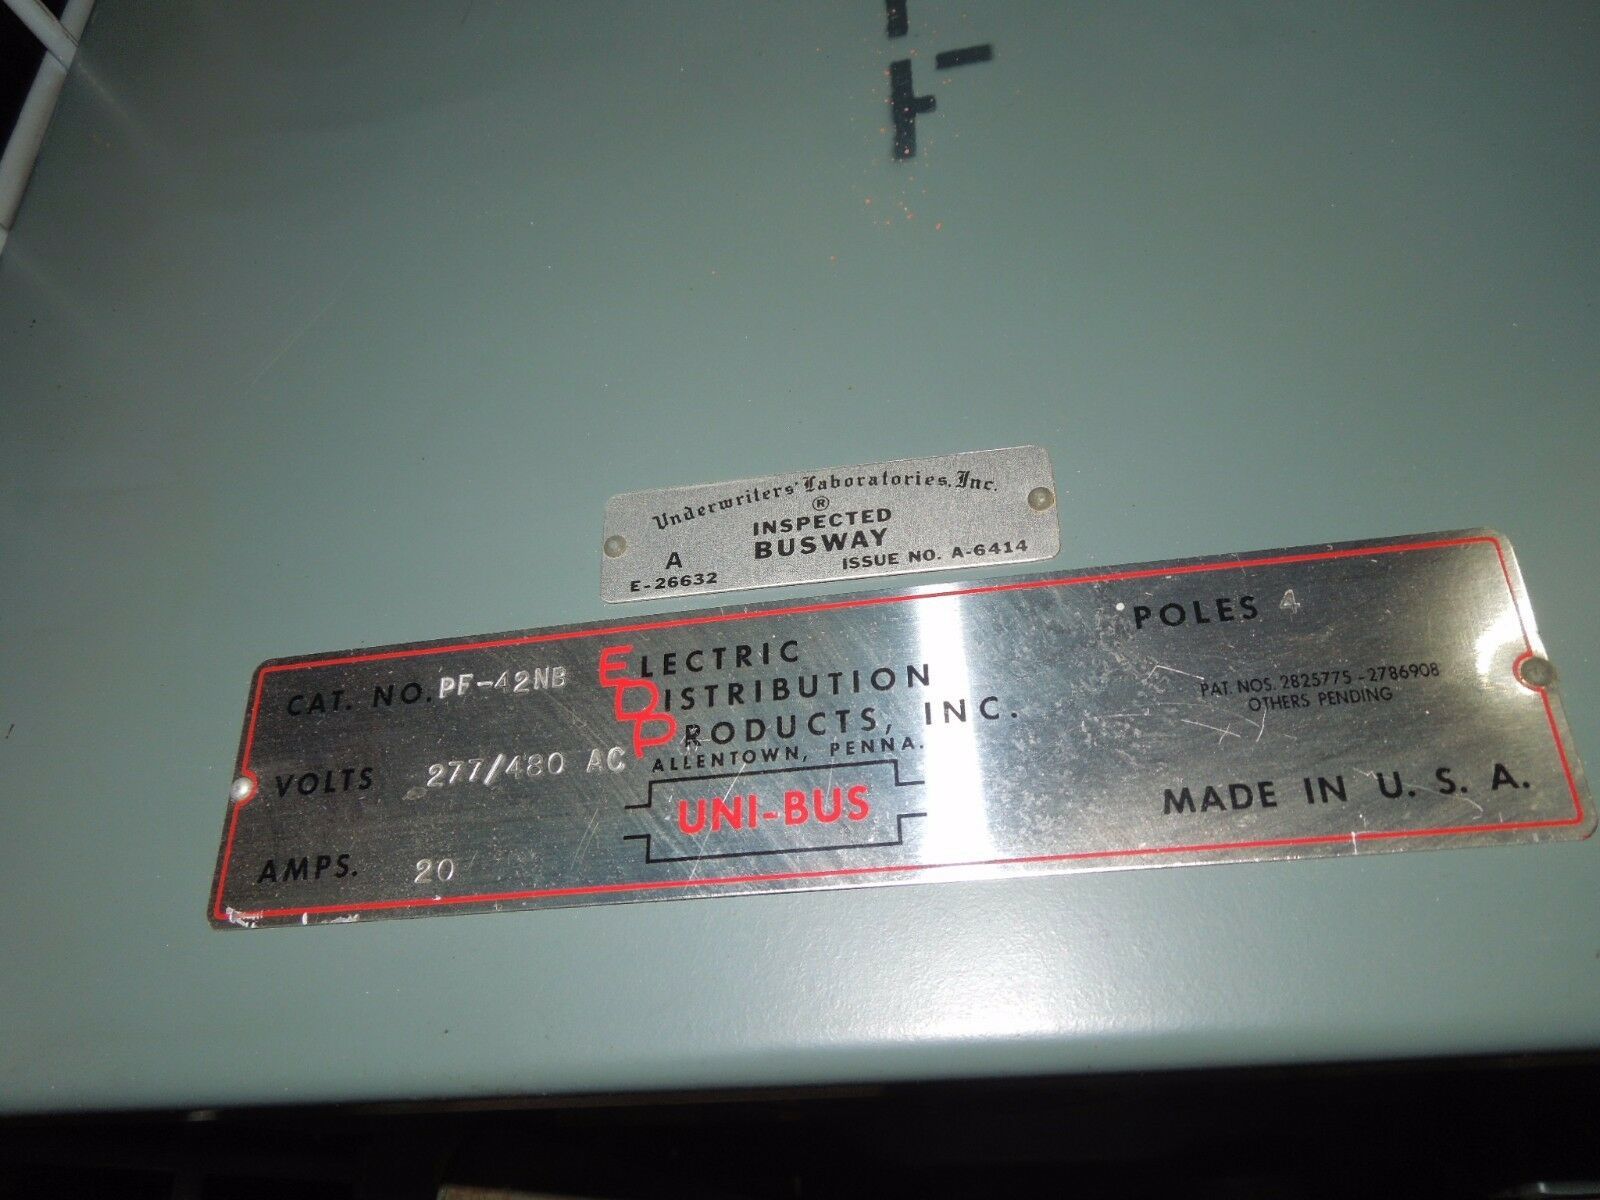 Underwriters' Laboratories, Inc.
®
INSPECTED
A BUSWAY
E-26632 ISSUE NO. A-6414
CAT. NO. PF-42NB
VOLTS 277/480 AC
AMPS. 20
ELECTRIC
DISTRIBUTION
PRODUCTS, INC.
ALLENTOWN, PENNA.
UNI-BUS
POLES 4
PAT. NOS. 2825775-2786908
OTHERS PENDING
MADE IN U. S. A.